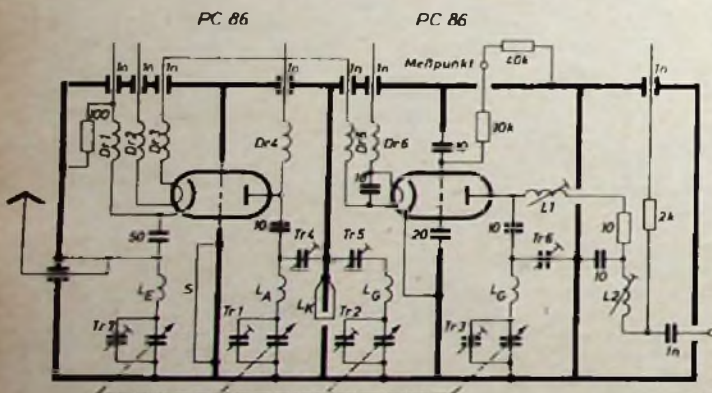 PC 86 PC 86
Meßpunkt 40k
1n 1n 1n 1n 1n 1n 1n
100 Dr1 Dr2 Dr3 Dr4 Dr5 Dr6 10k
10
50 10 20 10 L1 10 2k
Tr4 Tr5 Tr6 10
LE S LA LK LG LG L2
Tr1 Tr2 Tr3 1n